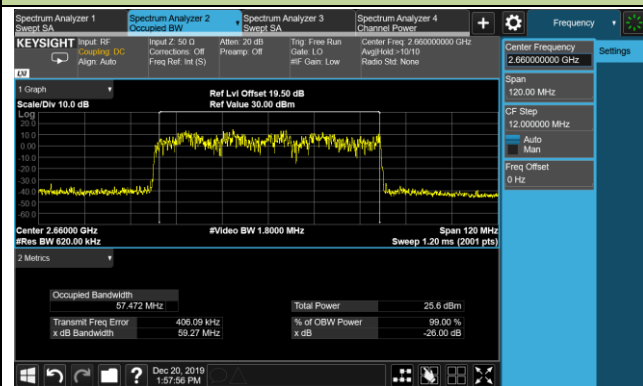 Spectrum Analyzer 1
Swept SA
Spectrum Analyzer 2
Occupied BW
Spectrum Analyzer 3
Swept SA
Spectrum Analyzer 4
Channel Power
Frequency
KEYSIGHT
Input: RF
Coupling: DC
Align: Auto
Input Z: 50 Ω
Corrections: Off
Freq Ref: Int (S)
Atten: 20 dB
Preamp: Off
Trig: Free Run
Gate: LO
#IF Gain: Low
Center Freq: 2.660000000 GHz
Avg|Hold:>10/10
Radio Std: None
LXI
Center Frequency
2.660000000 GHz
Settings
Span
120.00 MHz
CF Step
12.000000 MHz
Auto
Man
Freq Offset
0 Hz
1 Graph
Scale/Div 10.0 dB
Ref Lvl Offset 19.50 dB
Ref Value 30.00 dBm
Log
20.0
10.0
0.00
-10.0
-20.0
-30.0
-40.0
-50.0
-60.0
Center 2.66000 GHz
#Res BW 620.00 kHz
#Video BW 1.8000 MHz
Span 120 MHz
Sweep 1.20 ms (2001 pts)
2 Metrics
Occupied Bandwidth
57.472 MHz
Total Power 25.6 dBm
Transmit Freq Error 406.09 kHz
% of OBW Power 99.00 %
x dB Bandwidth 59.27 MHz
x dB -26.00 dB
?
Dec 20, 2019
1:57:56 PM